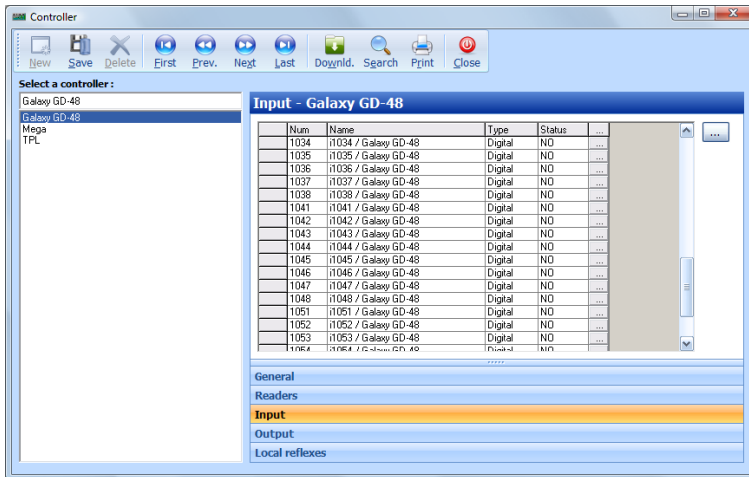 Controller
New Save Delete First Prev. Next Last Downld. Search Print Close
Select a controller :
Galaxy GD-48
Galaxy GD-48
Mega
TPL
Input - Galaxy GD-48
Num Name Type Status ...
1034 i1034 / Galaxy GD-48 Digital NO ...
1035 i1035 / Galaxy GD-48 Digital NO ...
1036 i1036 / Galaxy GD-48 Digital NO ...
1037 i1037 / Galaxy GD-48 Digital NO ...
1038 i1038 / Galaxy GD-48 Digital NO ...
1041 i1041 / Galaxy GD-48 Digital NO ...
1042 i1042 / Galaxy GD-48 Digital NO ...
1043 i1043 / Galaxy GD-48 Digital NO ...
1044 i1044 / Galaxy GD-48 Digital NO ...
1045 i1045 / Galaxy GD-48 Digital NO ...
1046 i1046 / Galaxy GD-48 Digital NO ...
1047 i1047 / Galaxy GD-48 Digital NO ...
1048 i1048 / Galaxy GD-48 Digital NO ...
1051 i1051 / Galaxy GD-48 Digital NO ...
1052 i1052 / Galaxy GD-48 Digital NO ...
1053 i1053 / Galaxy GD-48 Digital NO ...
1054 i1054 / Galaxy GD-48 Digital NO
...
General
Readers
Input
Output
Local reflexes